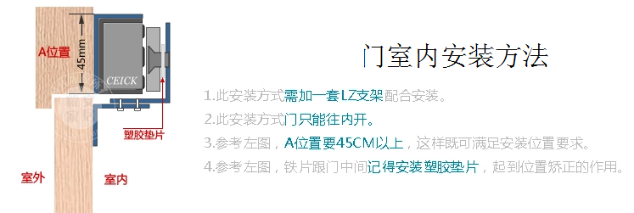 A位置
45mm
CEICK
塑胶垫片
室外
室内
门室内安装方法
1.此安装方式需加一套LZ支架配合安装。
2.此安装方式门只能往内开。
3.参考左图，A位置要45CM以上，这样既可满足安装位置要求。
4.参考左图，铁片跟门中间记得安装塑胶垫片，起到位置矫正的作用。